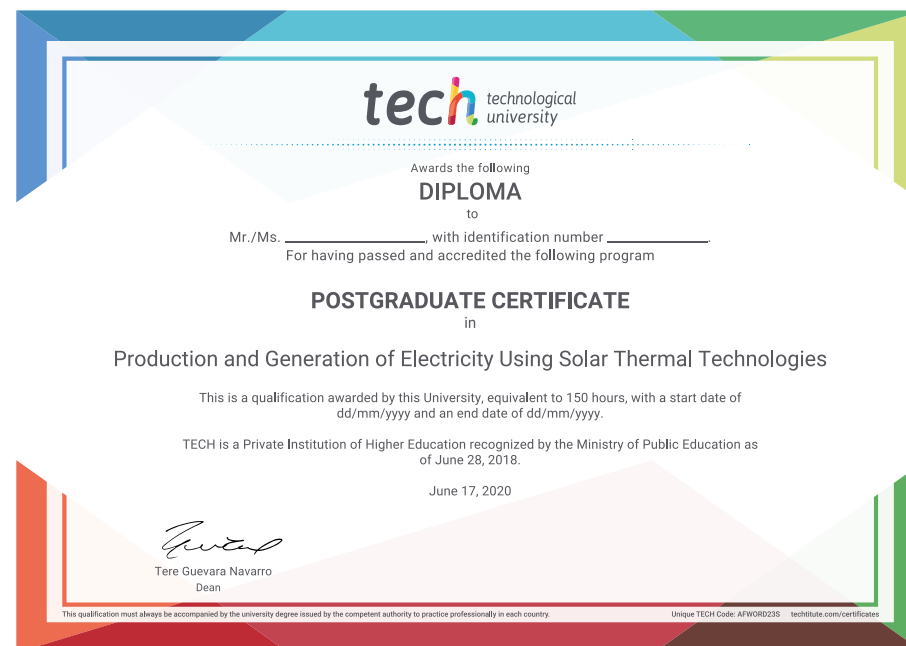 tech technological
university
Awards the following
DIPLOMA
to
Mr./Ms. ____________________, with identification number ______________.
For having passed and accredited the following program
POSTGRADUATE CERTIFICATE
in
Production and Generation of Electricity Using Solar Thermal Technologies
This is a qualification awarded by this University, equivalent to 150 hours, with a start date of
dd/mm/yyyy and an end date of dd/mm/yyyy.
TECH is a Private Institution of Higher Education recognized by the Ministry of Public Education as
of June 28, 2018.
June 17, 2020
Tere Guevara Navarro
Dean
This qualification must always be accompanied by the university degree issued by the competent authority to practice professionally in each country. Unique TECH Code: AFWORD23S techtitute.com/certificates